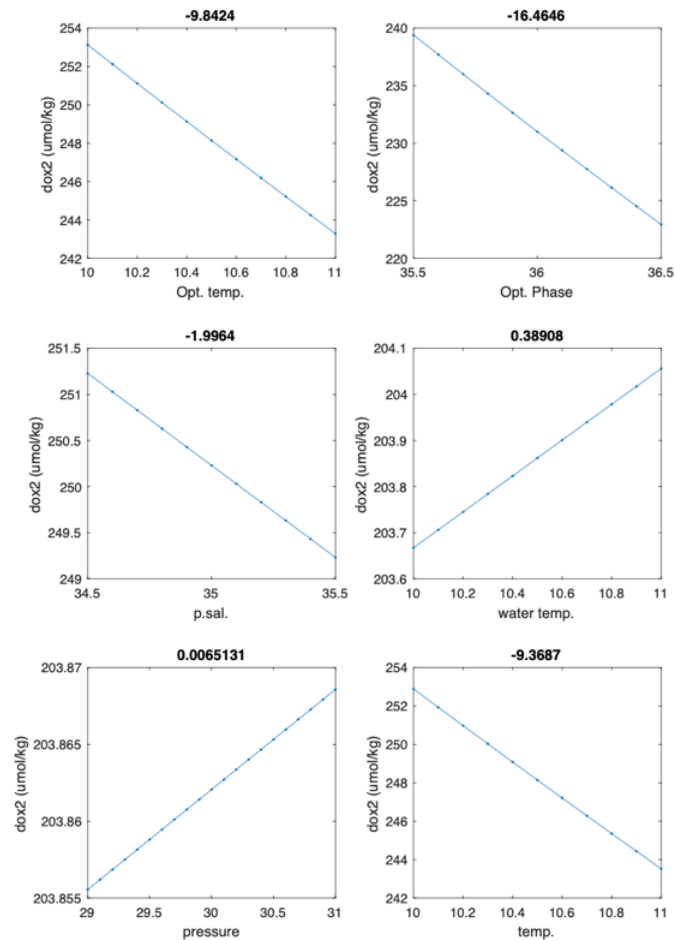 -9.8424
254
252
250
248
246
244
242
dox2 (umol/kg)
10 10.2 10.4 10.6 10.8 11
Opt. temp.
-16.4646
240
235
230
225
220
dox2 (umol/kg)
35.5 36 36.5
Opt. Phase
-1.9964
251.5
251
250.5
250
249.5
249
dox2 (umol/kg)
34.5 35 35.5
p.sal.
0.38908
204.1
204
203.9
203.8
203.7
203.6
dox2 (umol/kg)
10 10.2 10.4 10.6 10.8 11
water temp.
0.0065131
203.87
203.865
203.86
203.855
dox2 (umol/kg)
29 29.5 30 30.5 31
pressure
-9.3687
254
252
250
248
246
244
242
dox2 (umol/kg)
10 10.2 10.4 10.6 10.8 11
temp.